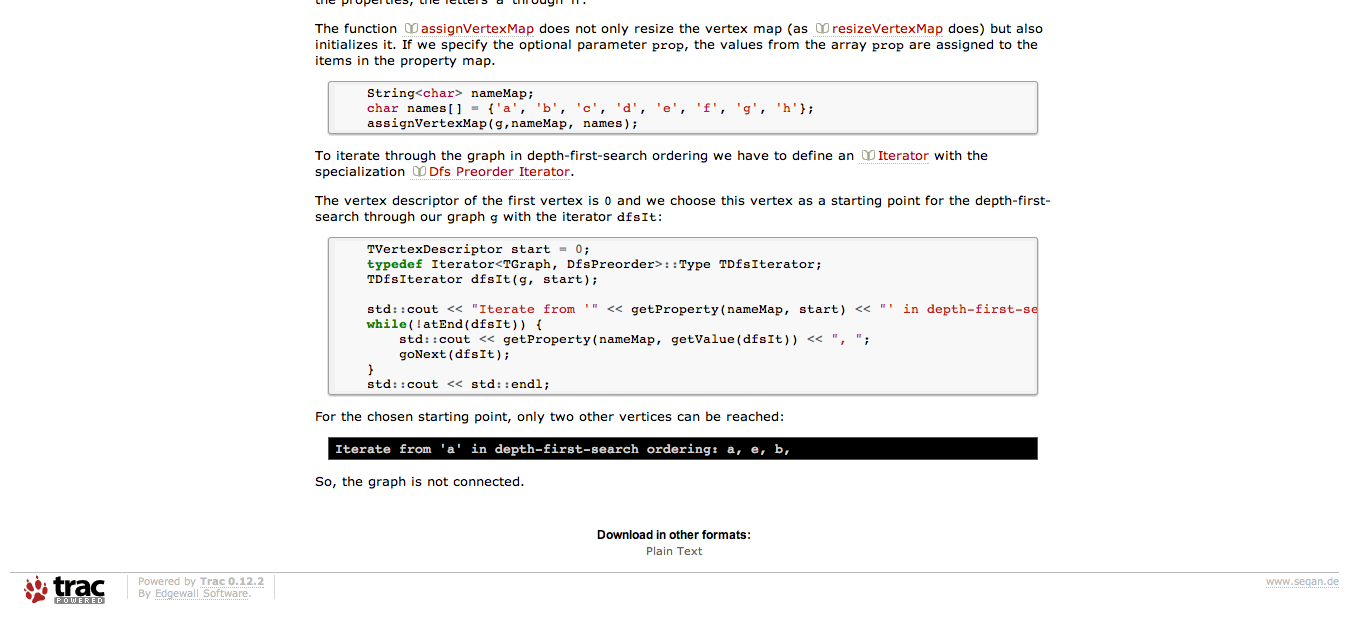 The function assignVertexMap does not only resize the vertex map (as resizeVertexMap does) but also
initializes it. If we specify the optional parameter prop, the values from the array prop are assigned to the
items in the property map.
String<char> nameMap;
char names[] = {'a', 'b', 'c', 'd', 'e', 'f', 'g', 'h'};
assignVertexMap(g,nameMap, names);
To iterate through the graph in depth-first-search ordering we have to define an Iterator with the
specialization Dfs Preorder Iterator.
The vertex descriptor of the first vertex is 0 and we choose this vertex as a starting point for the depth-first-
search through our graph g with the iterator dfsIt:
TVertexDescriptor start = 0;
typedef Iterator<TGraph, DfsPreorder>::Type TDfsIterator;
TDfsIterator dfsIt(g, start);
std::cout << "Iterate from '" << getProperty(nameMap, start) << "' in depth-first-se
while(!atEnd(dfsIt)) {
std::cout << getProperty(nameMap, getValue(dfsIt)) << ", ";
goNext(dfsIt);
}
std::cout << std::endl;
For the chosen starting point, only two other vertices can be reached:
Iterate from 'a' in depth-first-search ordering: a, e, b,
So, the graph is not connected.
Download in other formats:
Plain Text
trac
POWERED
Powered by Trac 0.12.2
By Edgewall Software.
www.seqan.de